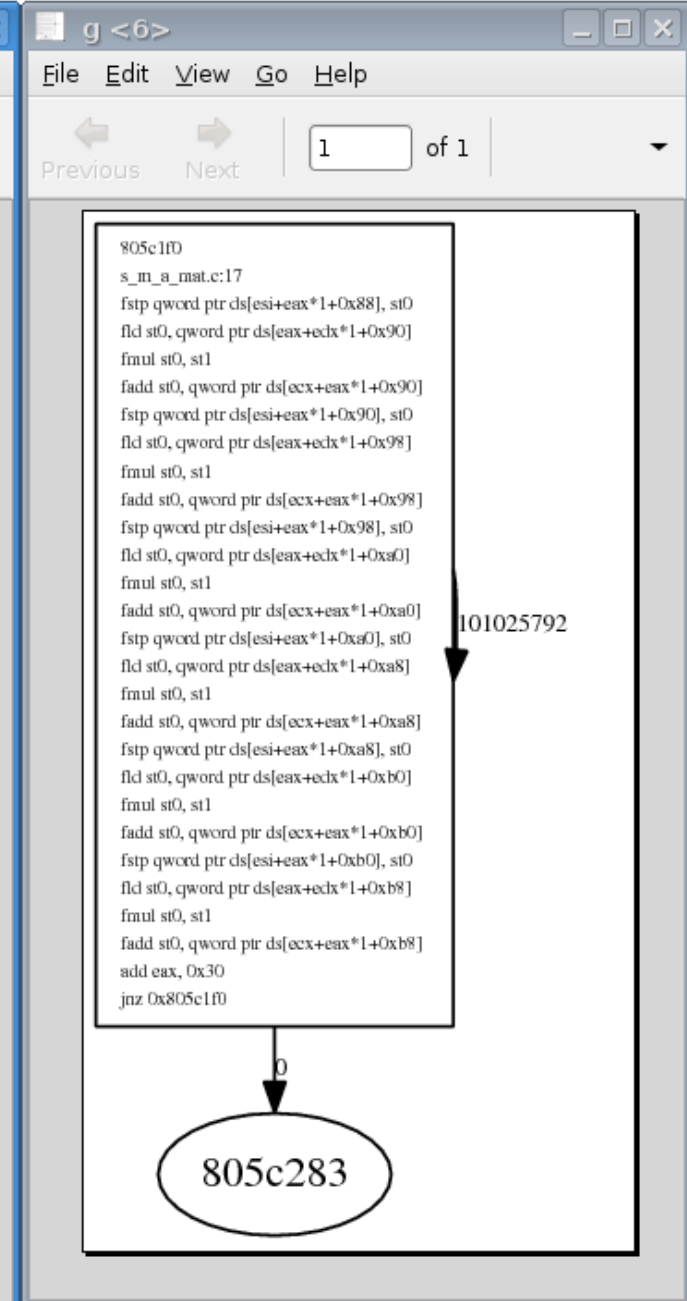 g <6>
File Edit View Go Help
Previous Next 1 of 1
805c1f0
s_m_a_mat.c:17
fstp qword ptr ds[esi+eax*1+0x88], st0
fld st0, qword ptr ds[eax+edx*1+0x90]
fmul st0, st1
fadd st0, qword ptr ds[ecx+eax*1+0x90]
fstp qword ptr ds[esi+eax*1+0x90], st0
fld st0, qword ptr ds[eax+edx*1+0x98]
fmul st0, st1
fadd st0, qword ptr ds[ecx+eax*1+0x98]
fstp qword ptr ds[esi+eax*1+0x98], st0
fld st0, qword ptr ds[eax+edx*1+0xa0]
fmul st0, st1
fadd st0, qword ptr ds[ecx+eax*1+0xa0]
fstp qword ptr ds[esi+eax*1+0xa0], st0
fld st0, qword ptr ds[eax+edx*1+0xa8]
fmul st0, st1
fadd st0, qword ptr ds[ecx+eax*1+0xa8]
fstp qword ptr ds[esi+eax*1+0xa8], st0
fld st0, qword ptr ds[eax+edx*1+0xb0]
fmul st0, st1
fadd st0, qword ptr ds[ecx+eax*1+0xb0]
fstp qword ptr ds[esi+eax*1+0xb0], st0
fld st0, qword ptr ds[eax+edx*1+0xb8]
fmul st0, st1
fadd st0, qword ptr ds[ecx+eax*1+0xb8]
add eax, 0x30
jnz 0x805c1f0
101025792
0
805c283